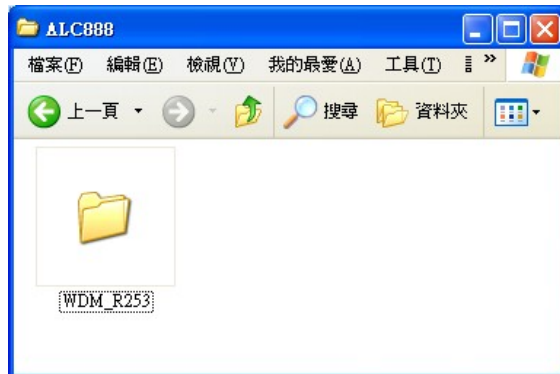 ALC888
檔案(F) 編輯(E) 檢視(V) 我的最愛(A) 工具(T)
上一頁 搜尋 資料夾
WDM_R253